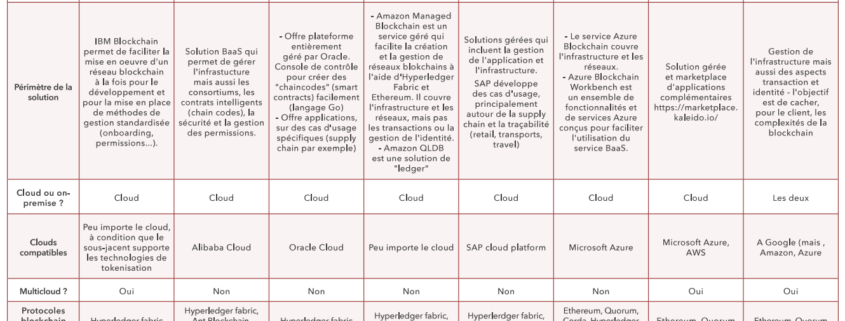 Périmètre de la
solution
IBM Blockchain
permet de faciliter la
mise en oeuvre d'un
réseau blockchain
à la fois pour le
développement et
pour la mise en place
de méthodes de
gestion standardisée
(onboarding,
permissions...).
Solution BaaS qui
permet de gérer
l'infrastucture
mais aussi les
consortiums, les
contrats intelligents
(chain codes), la
sécurité et la gestion
des permissions.
- Offre plateforme
entièrement
géré par Oracle.
Console de contrôle
pour créer des
"chaincodes" (smart
contracts) facilement
(langage Go)
- Offre applications,
sur des cas d'usage
spécifiques (supply
chain par exemple)
- Amazon Managed
Blockchain est un
service géré qui
facilite la création
et la gestion de
réseaux blokchains à
l'aide d'Hyperledger
Fabric et
Ethereum. Il couvre
l'infrastructure et les
réseaux, mais pas
les transactions ou la
gestion de l'identité.
- Amazon QLDB
est une solution de
"ledger"
Solutions gérées qui
incluent la gestion
de l'application et
l'infrastructure.
SAP développe
des cas d'usage,
principalement
autour de la supply
chain et la traçabilité
(retail, transports,
travel)
- Le service Azure
Blockchain couvre
l'infrastructure et les
réseaux.
- Azure Blockchain
Workbench est
un ensemble de
fonctionnalités et
de services Azure
conçus pour faciliter
l'utilisation du
service BaaS.
Solution gérée
et marketplace
d'applications
complémentaires
https://marketplace.
kaleido.io/
Gestion de
l'infrastructure mais
aussi des aspects
transaction et
identité - l'objectif
est de cacher,
pour le client, les
complexités de la
blockchain
Cloud ou on-
premise ?
Cloud
Cloud
Cloud
Cloud
Cloud
Cloud
Cloud
Les deux
Clouds
compatibles
Peu importe le cloud,
à condition que le
sous-jacent supporte
les technologies de
tokenisation
Alibaba Cloud
Oracle Cloud
Peu importe le cloud
SAP cloud platform
Microsoft Azure
Microsoft Azure,
AWS
A Google (mais ,
Amazon, Azure
Multicloud ?
Oui
Non
Non
Non
Non
Non
Oui
Oui
Protocoles
blockchain
Hyperledger fabric,
Hyperledger fabric,
Ant Blockchain
Hyperledger fabric
Hyperledger fabric,
Hyperledger fabric,
Ethereum, Quorum,
Corda, Hyperledger
Ethereum, Quorum
Ethereum, Quorum